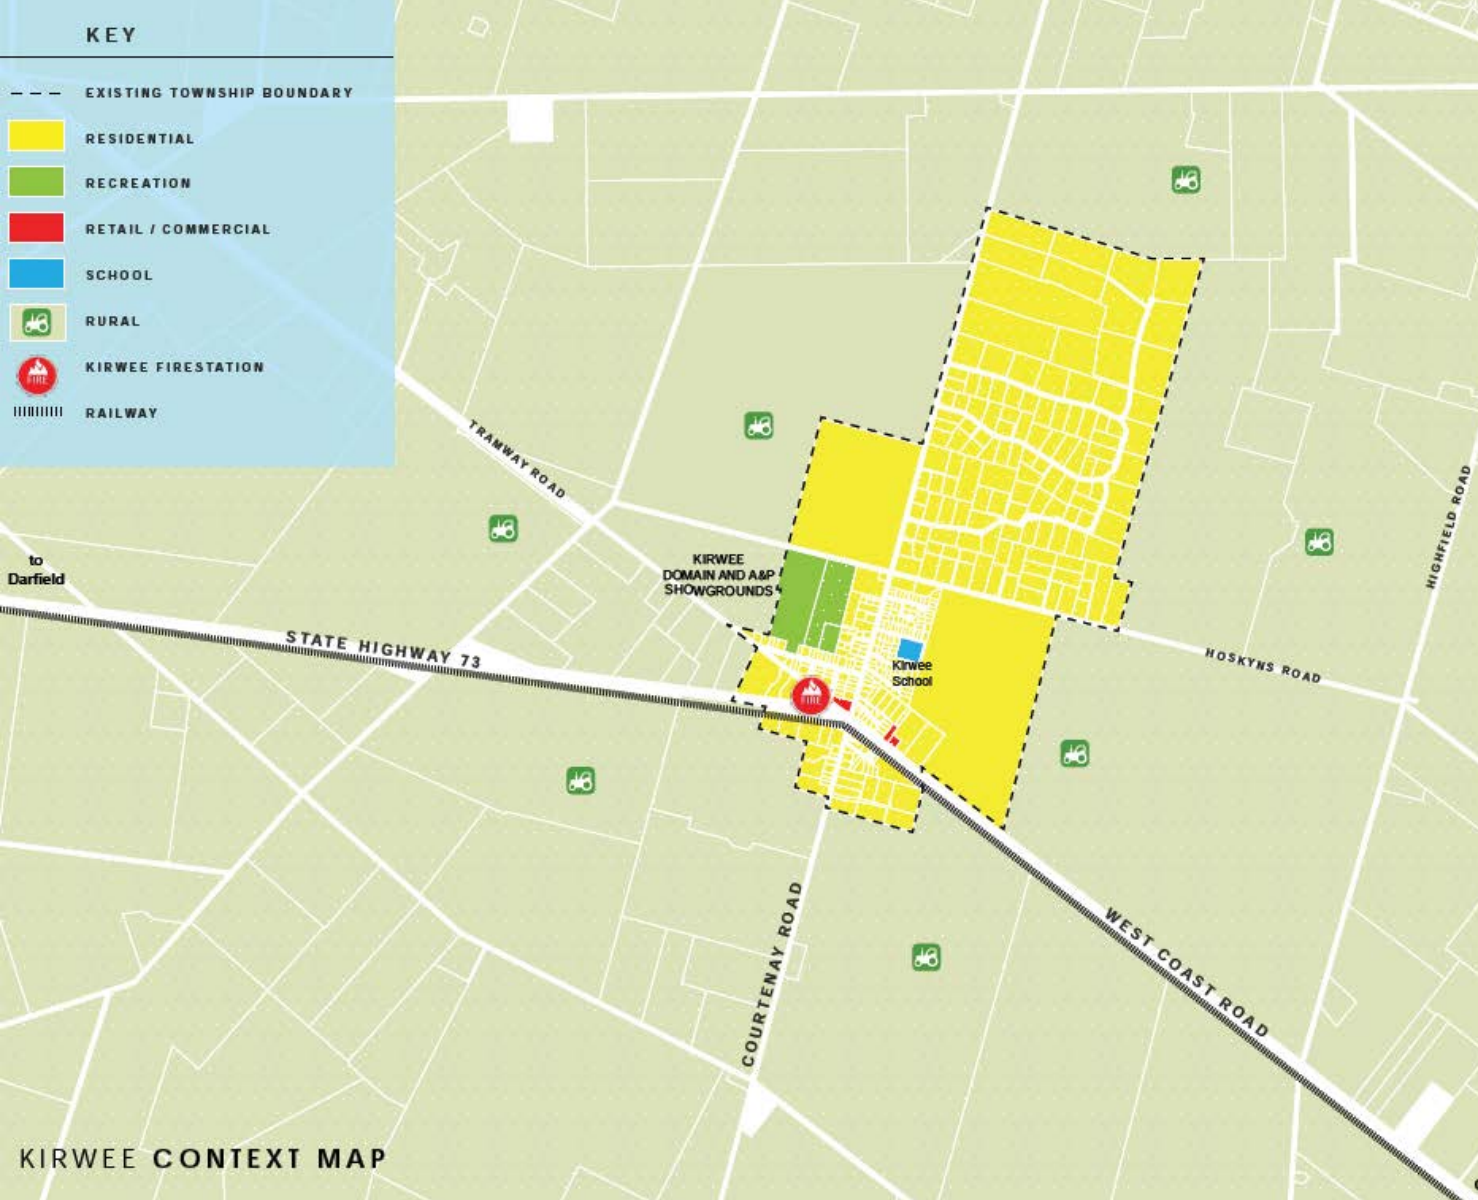 KEY
EXISTING TOWNSHIP BOUNDARY
RESIDENTIAL
RECREATION
RETAIL / COMMERCIAL
SCHOOL
RURAL
FIRE
KIRWEE FIRESTATION
RAILWAY
TRAMWAY ROAD
HIGHFIELD ROAD
to
Darfield
KIRWEE
DOMAIN AND A&P
SHOWGROUNDS
STATE HIGHWAY 73
Kirwee
School
HOSKYNS ROAD
FIRE
COURTENAY ROAD
WEST COAST ROAD
KIRWEE CONTEXT MAP